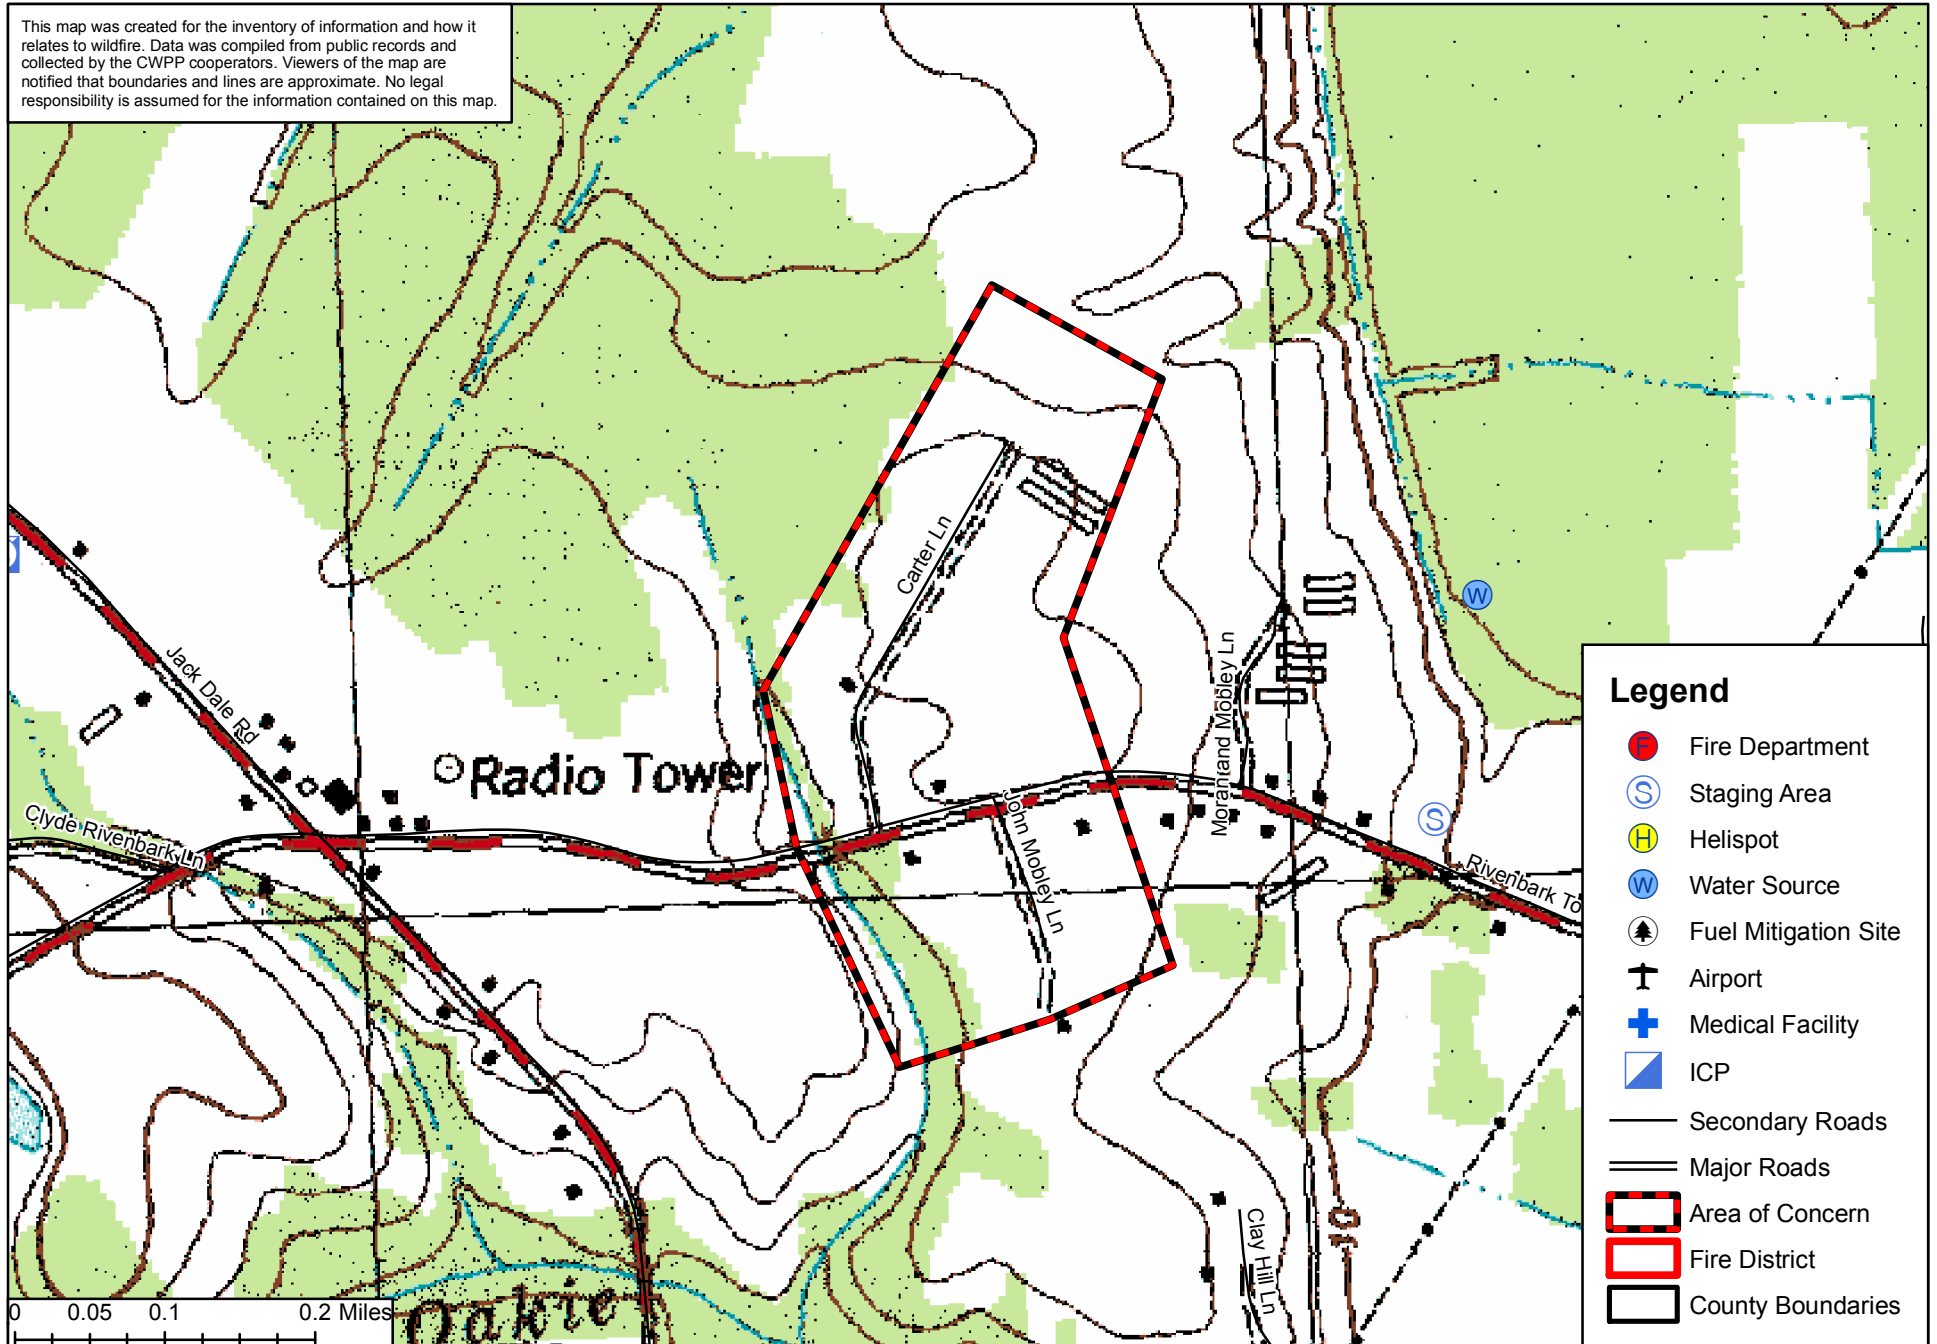 This map was created for the inventory of information and how it
relates to wildfire. Data was compiled from public records and
collected by the CWPP cooperators. Viewers of the map are
notified that boundaries and lines are approximate. No legal
responsibility is assumed for the information contained on this map.
Carter Ln
Jack Dale Rd
Radio Tower
Clyde Rivenbark Ln
John Mobley Ln
Morantand Mobley Ln
Rivenbark To
W
S
Clay Hill Ln
10
Oakie
0 0.05 0.1 0.2 Miles
Legend
F Fire Department
S Staging Area
H Helispot
W Water Source
Fuel Mitigation Site
Airport
Medical Facility
ICP
Secondary Roads
Major Roads
Area of Concern
Fire District
County Boundaries